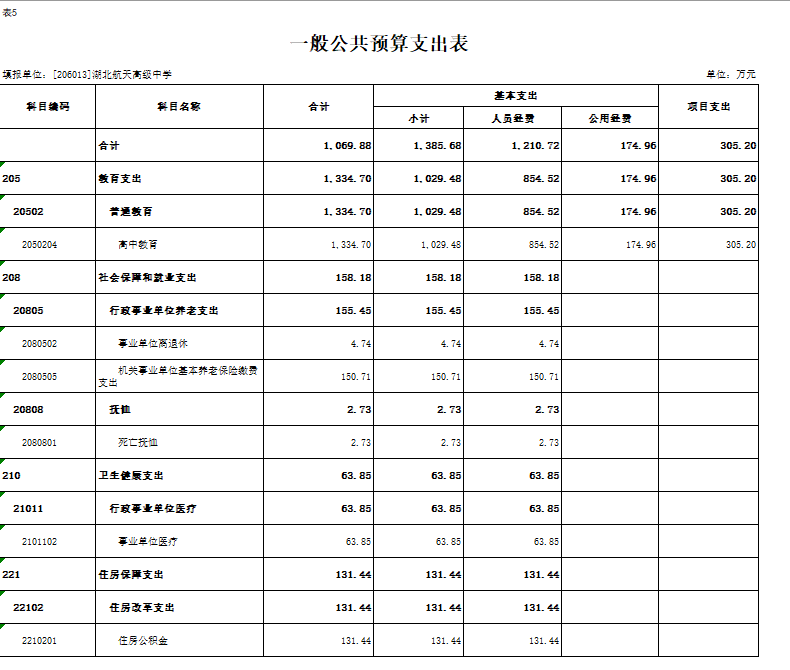 表5
一般公共预算支出表
填报单位：[206013]湖北航天高级中学 单位：万元
科目编码 科目名称 合计 基本支出 项目支出
小计 人员经费 公用经费
合计 1,069.88 1,385.68 1,210.72 174.96 305.20
205 教育支出 1,334.70 1,029.48 854.52 174.96 305.20
20502 普通教育 1,334.70 1,029.48 854.52 174.96 305.20
2050204 高中教育 1,334.70 1,029.48 854.52 174.96 305.20
208 社会保障和就业支出 158.18 158.18 158.18
20805 行政事业单位养老支出 155.45 155.45 155.45
2080502 事业单位离退休 4.74 4.74 4.74
2080505 机关事业单位基本养老保险缴费
支出 150.71 150.71 150.71
20808 抚恤 2.73 2.73 2.73
2080801 死亡抚恤 2.73 2.73 2.73
210 卫生健康支出 63.85 63.85 63.85
21011 行政事业单位医疗 63.85 63.85 63.85
2101102 事业单位医疗 63.85 63.85 63.85
221 住房保障支出 131.44 131.44 131.44
22102 住房改革支出 131.44 131.44 131.44
2210201 住房公积金 131.44 131.44 131.44